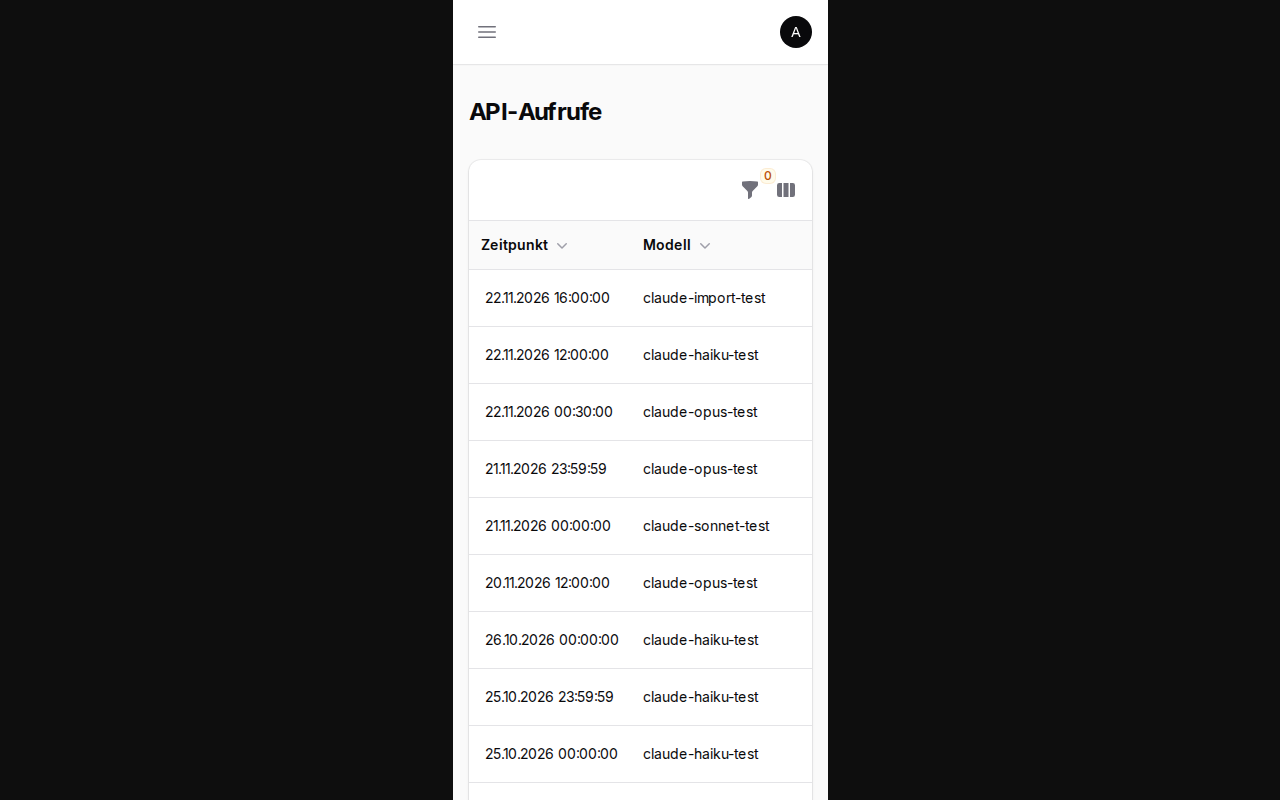 A
API-Aufrufe
0
Zeitpunkt Modell
22.11.2026 16:00:00 claude-import-test
22.11.2026 12:00:00 claude-haiku-test
22.11.2026 00:30:00 claude-opus-test
21.11.2026 23:59:59 claude-opus-test
21.11.2026 00:00:00 claude-sonnet-test
20.11.2026 12:00:00 claude-opus-test
26.10.2026 00:00:00 claude-haiku-test
25.10.2026 23:59:59 claude-haiku-test
25.10.2026 00:00:00 claude-haiku-test